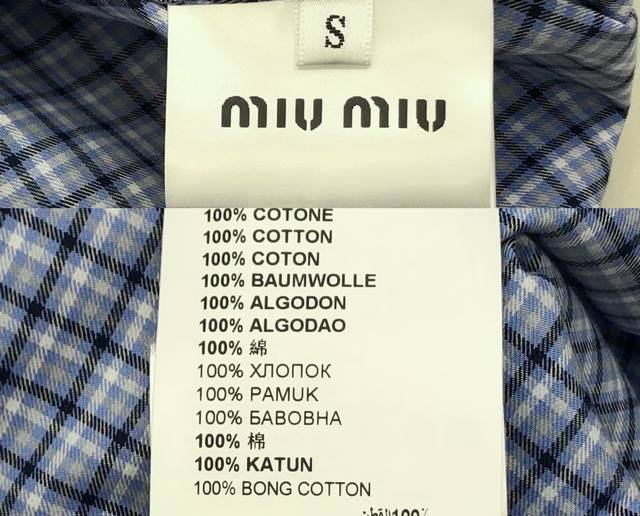 S
miu miu
100% COTONE
100% COTTON
100% COTON
100% BAUMWOLLE
100% ALGODON
100% ALGODAO
100% 綿
100% ХЛОПОК
100% PAMUK
100% БАВОВНА
100% 棉
100% KATUN
100% BONG COTTON